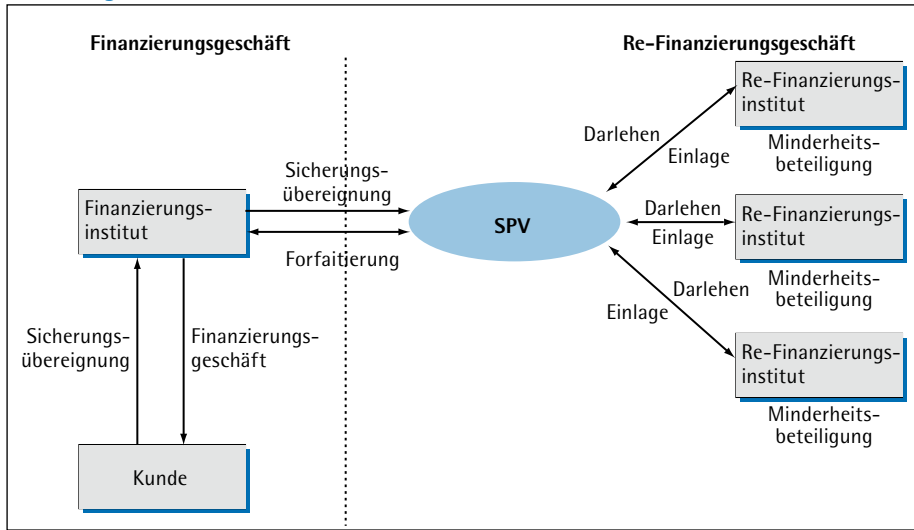 Finanzierungsgeschäft
Re-Finanzierungsgeschäft
Re-Finanzierungs-
institut
Minderheits-
beteiligung
Darlehen
Einlage
Sicherungs-
übereignung
Finanzierungs-
institut
Forfaitierung
SPV
Darlehen
Einlage
Re-Finanzierungs-
institut
Minderheits-
beteiligung
Darlehen
Einlage
Re-Finanzierungs-
institut
Minderheits-
beteiligung
Sicherungs-
übereignung
Finanzierungs-
geschäft
Kunde